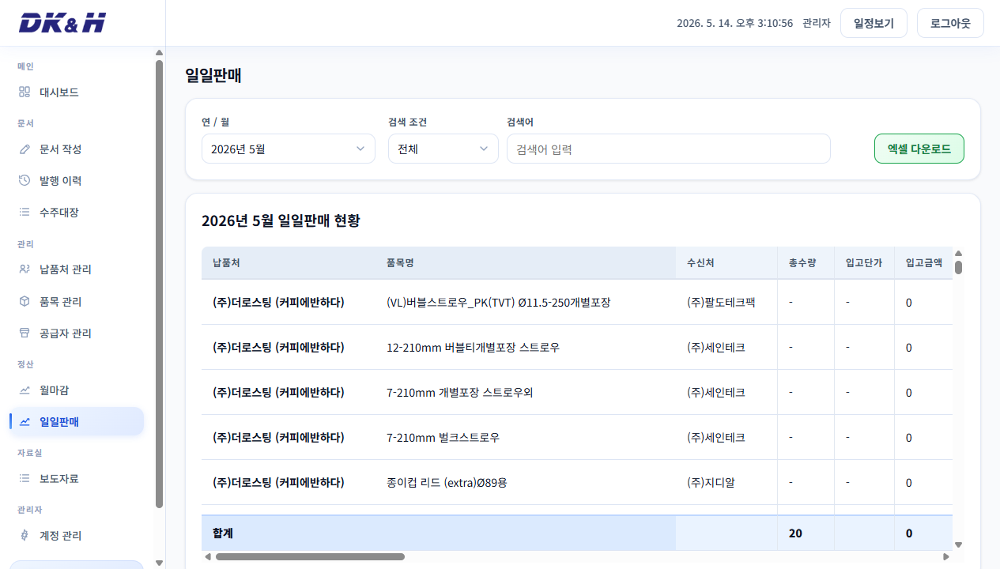 DK&H
2026. 5. 14. 오후 3:10:56 관리자 일정보기 로그아웃
메인
대시보드
문서
문서 작성
발행 이력
수주대장
관리
납품처 관리
품목 관리
공급자 관리
정산
월마감
일일판매
자료실
보도자료
관리자
계정 관리
일일판매
연 / 월 검색 조건 검색어
2026년 5월 전체 검색어 입력 엑셀 다운로드
2026년 5월 일일판매 현황
납품처 품목명 수신처 총수량 입고단가 입고금액
(주)더로스팅 (커피에반하다) (VL)버블스트로우_PK(TVT) Ø11.5-250개별포장 (주)팔도테크팩 - - 0
(주)더로스팅 (커피에반하다) 12-210mm 버블티개별포장 스트로우 (주)세인테크 - - 0
(주)더로스팅 (커피에반하다) 7-210mm 개별포장 스트로우외 (주)세인테크 - - 0
(주)더로스팅 (커피에반하다) 7-210mm 벌크스트로우 (주)세인테크 - - 0
(주)더로스팅 (커피에반하다) 종이컵 리드 (extra)Ø89용 (주)지디알 - - 0
합계 20 0